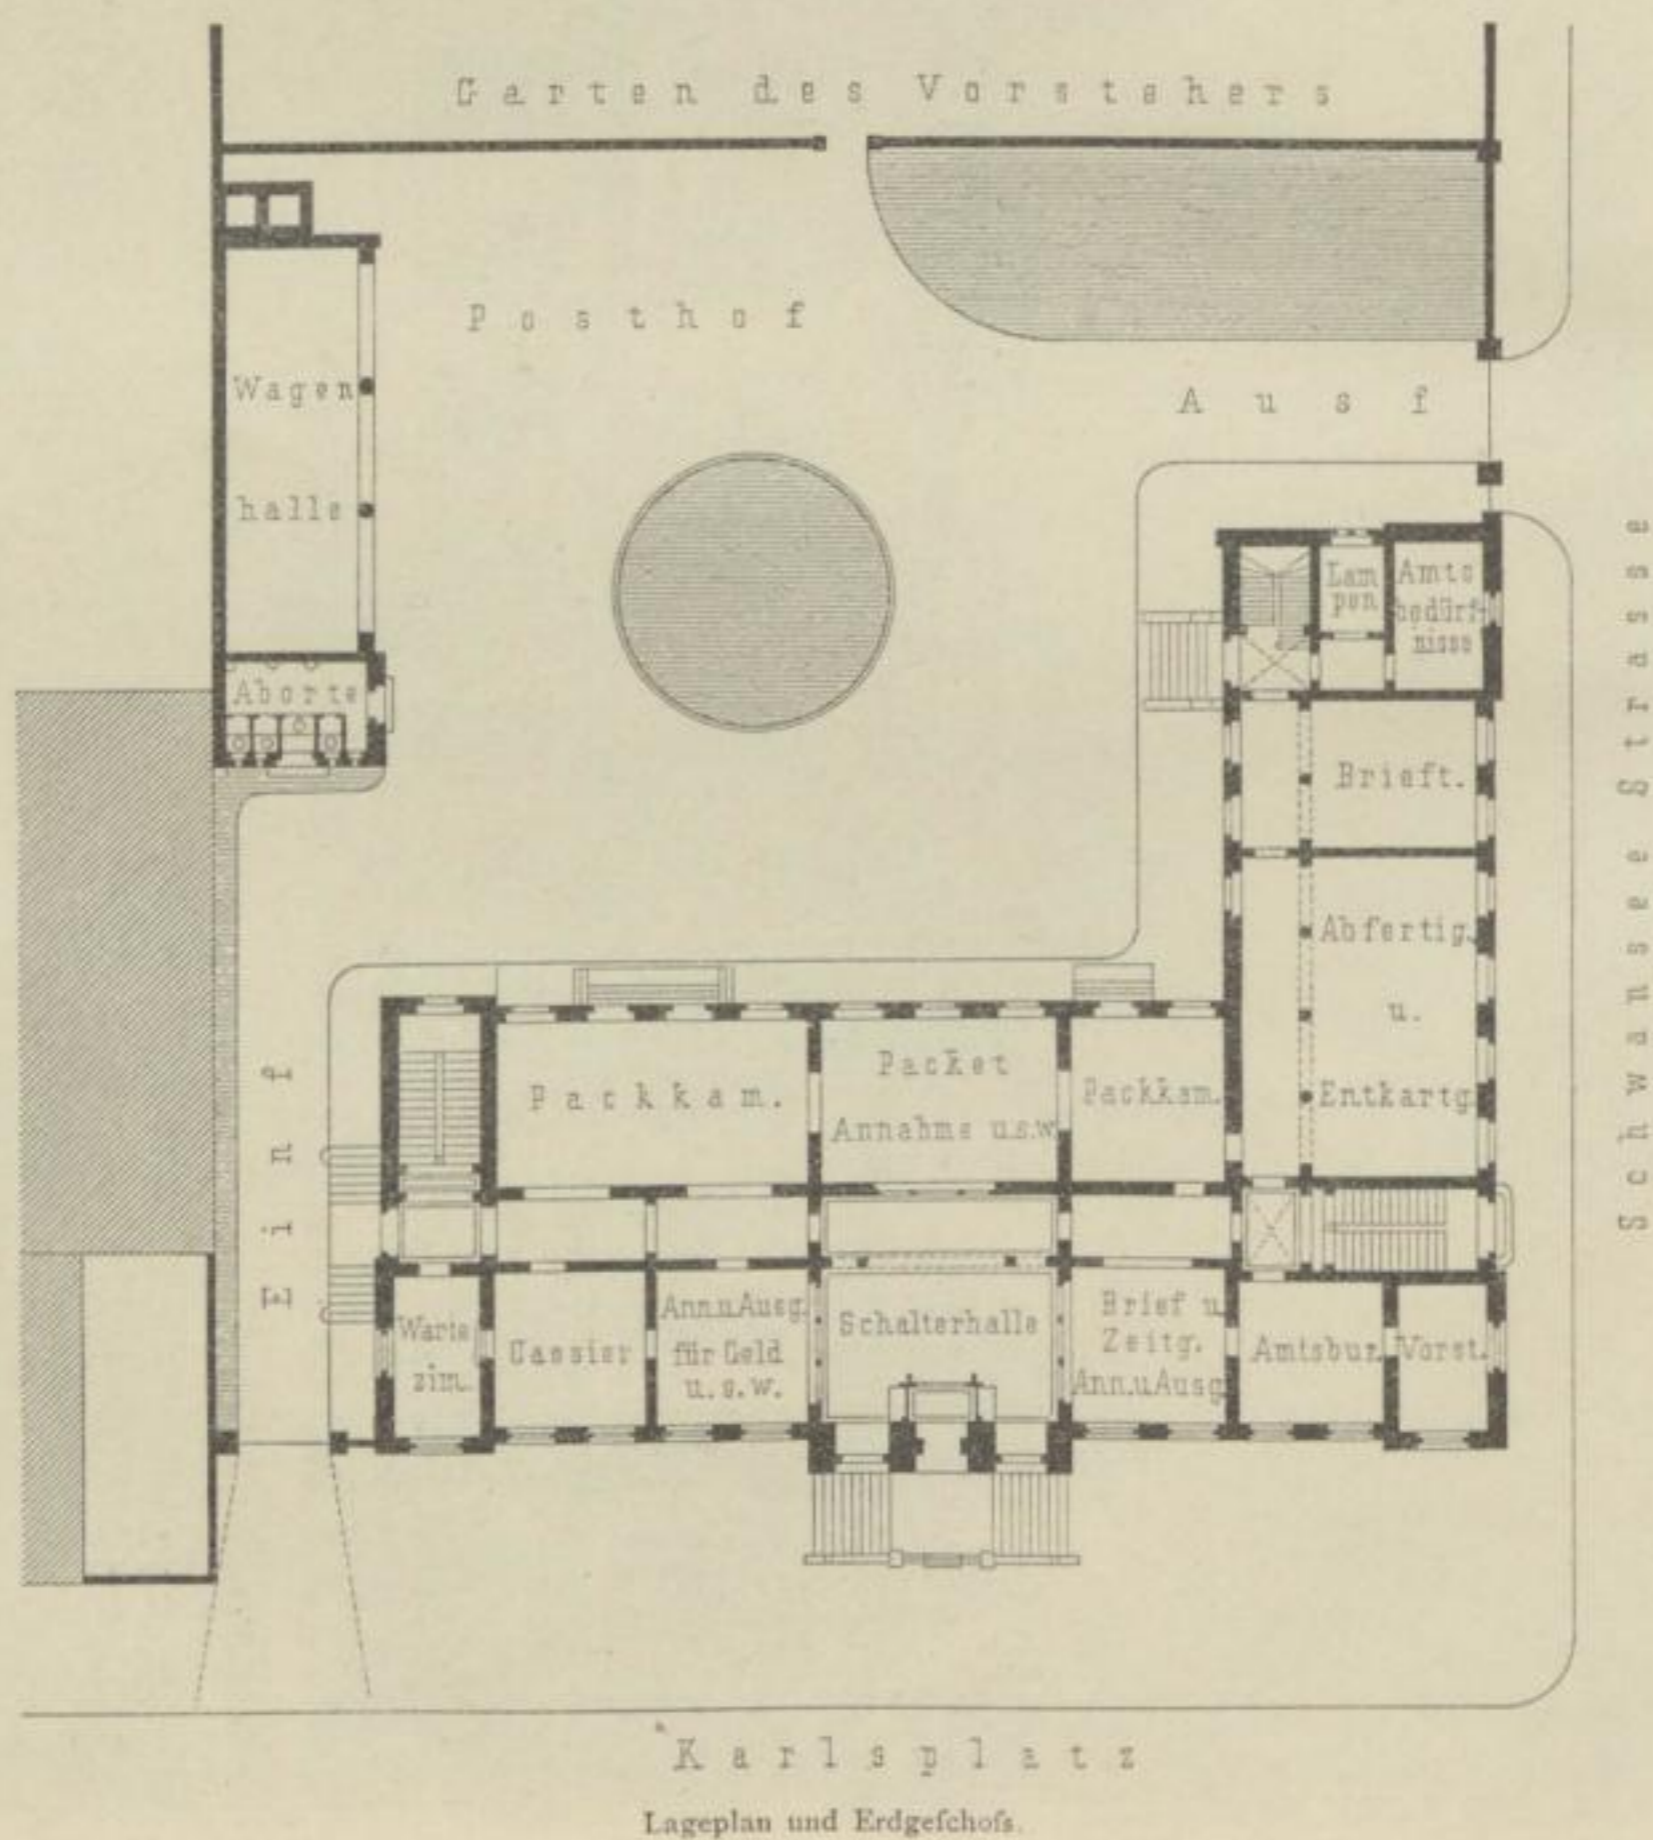 Garten des Vorstehers
Posthof
Wagen
halle
Ausf
Lam
pen
Amts
bedürf-
nisse
Aborte
Brieft.
Abfertig.
u.
Entkartg.
Schwansee Strasse
Einf
Packkam.
Packet
Annahme u.s.w.
Packkam.
Warte
zim.
Cassier
Ann.u.Ausg.
für Geld
u.s.w.
Schalterhalle
Brief u
Zeitg.
Ann.u.Ausg
Amtsbur.
Vorst.
Karlsplatz
Lageplan und Erdgeſchoſs.